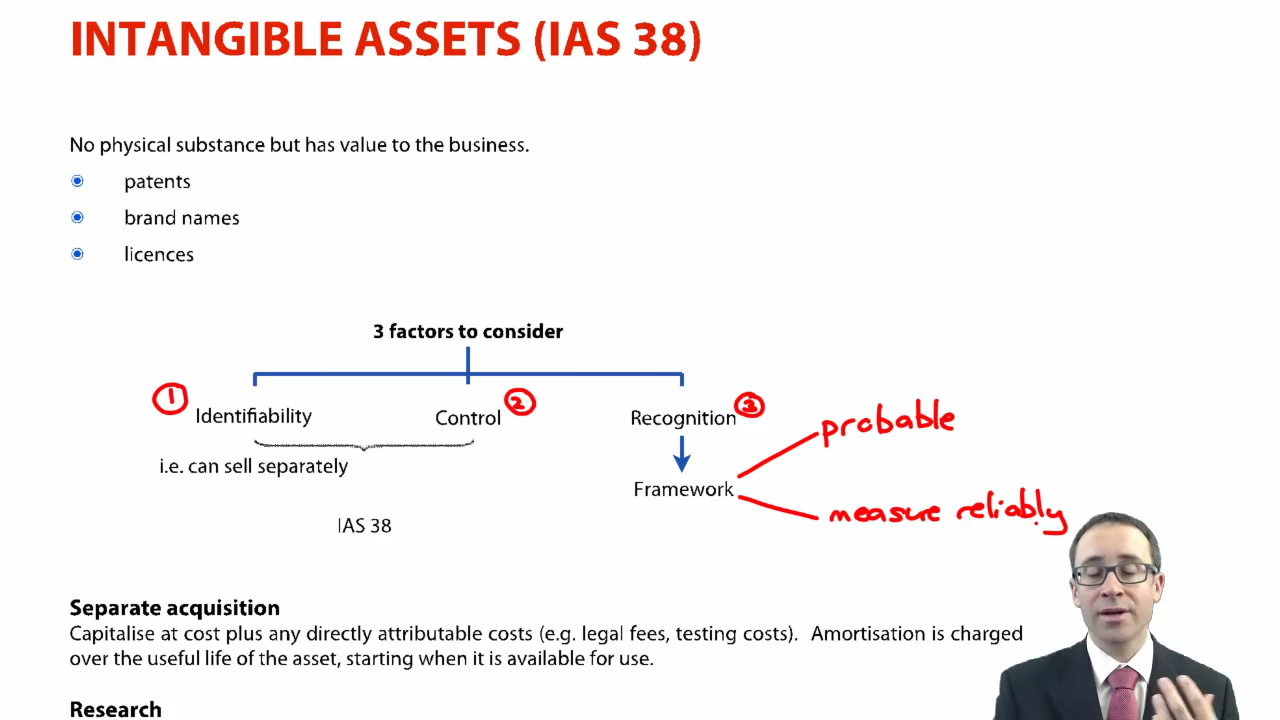 INTANGIBLE ASSETS (IAS 38)
No physical substance but has value to the business.
patents
brand names
licences
3 factors to consider
1 Identifiability Control 2 Recognition 3
probable
i.e. can sell separately
Framework
measure reliably
IAS 38
Separate acquisition
Capitalise at cost plus any directly attributable costs (e.g. legal fees, testing costs). Amortisation is charged
over the useful life of the asset, starting when it is available for use.
Research